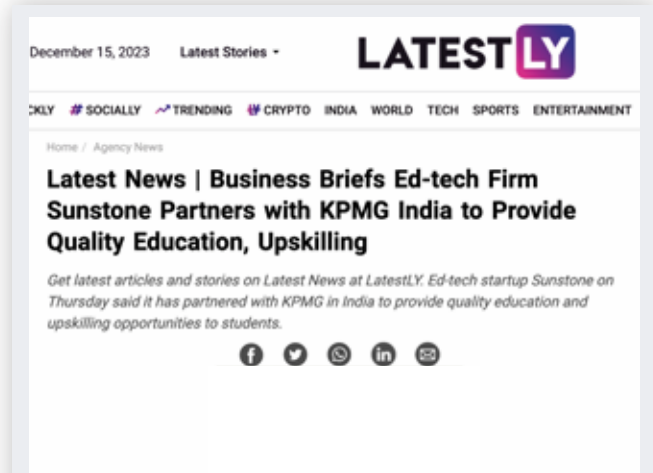 December 15, 2023 Latest Stories
LATESTLY
CKLY # SOCIALLY TRENDING CRYPTO INDIA WORLD TECH SPORTS ENTERTAINMENT
Home / Agency News
Latest News | Business Briefs Ed-tech Firm
Sunstone Partners with KPMG India to Provide
Quality Education, Upskilling
Get latest articles and stories on Latest News at LatestLY. Ed-tech startup Sunstone on
Thursday said it has partnered with KPMG in India to provide quality education and
upskilling opportunities to students.